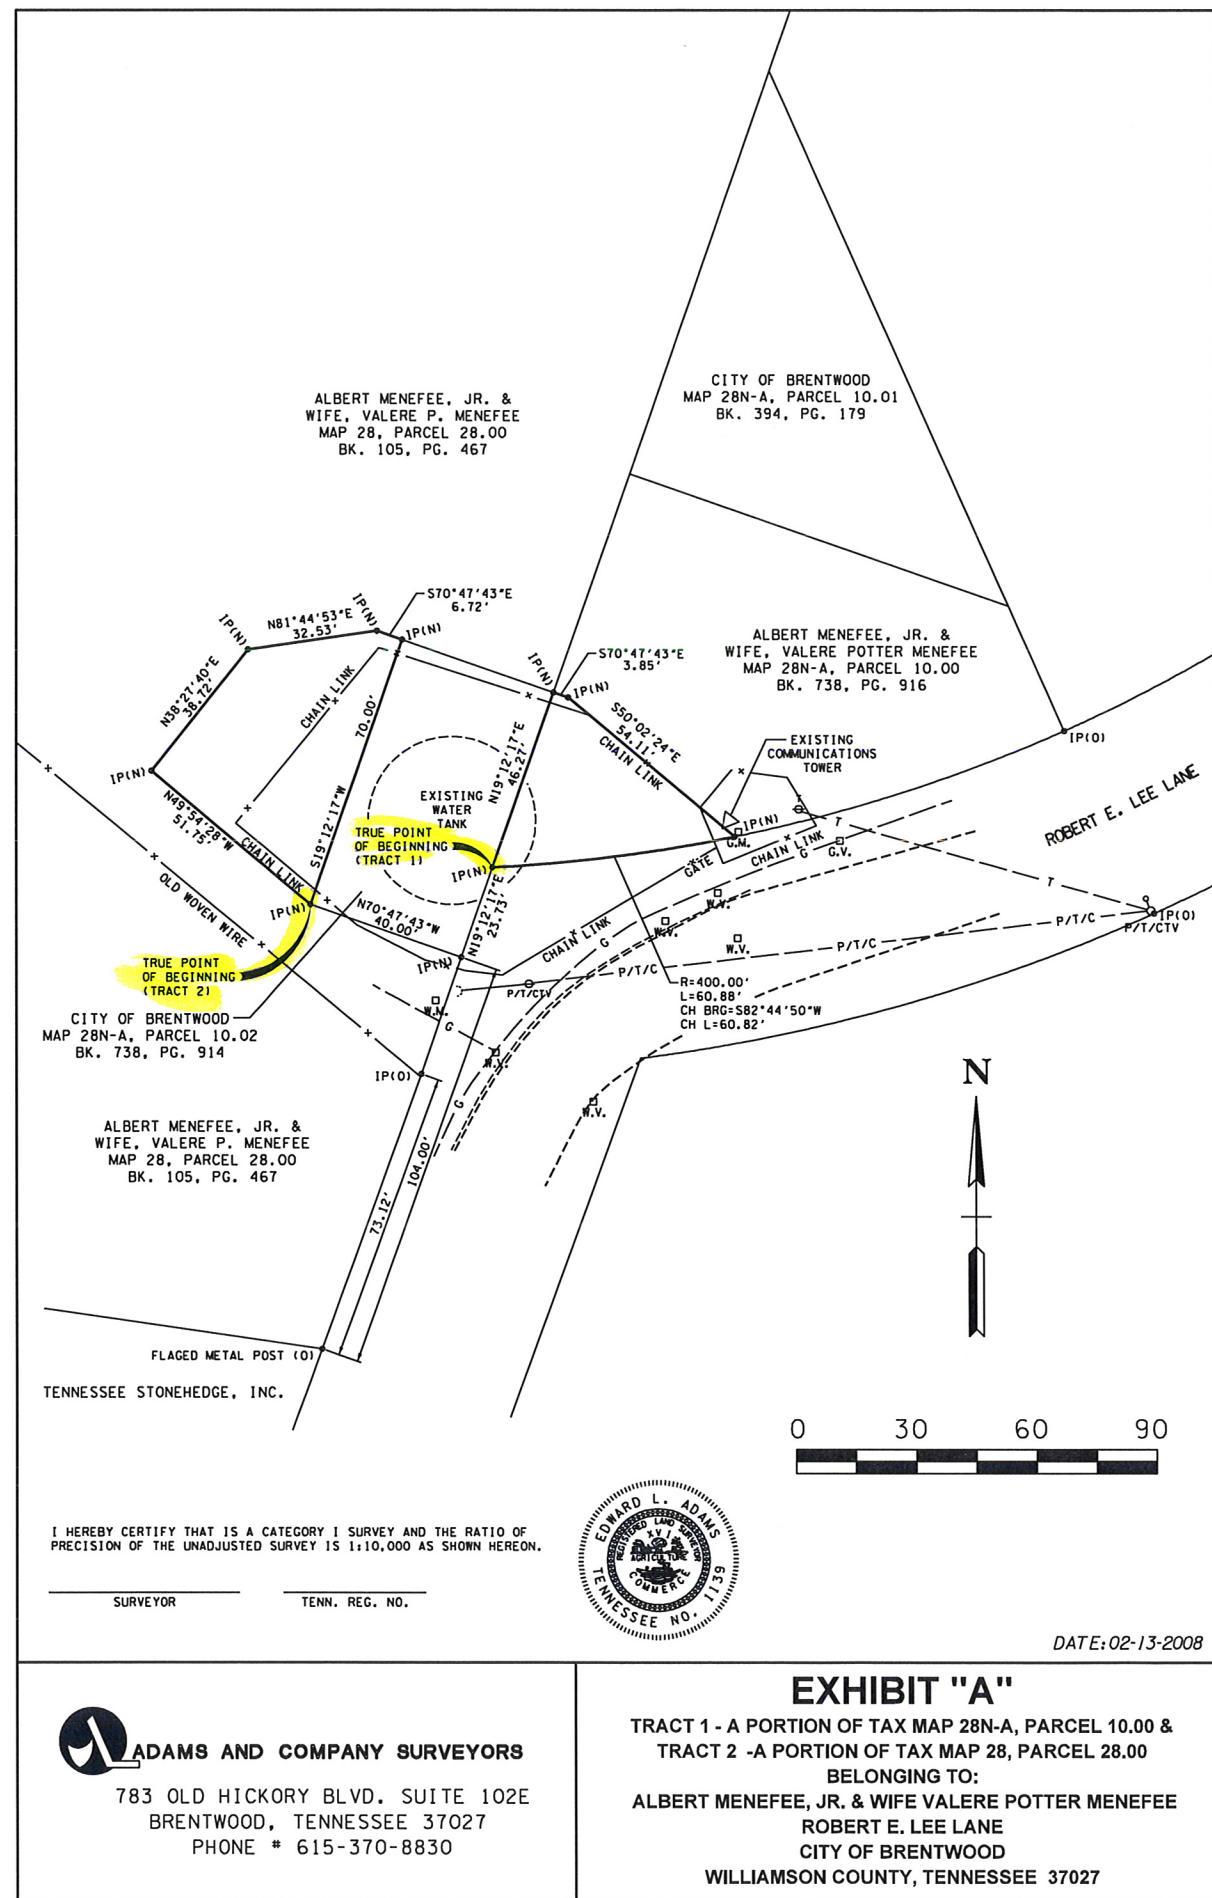 CITY OF BRENTWOOD
MAP 28N-A, PARCEL 10.01
BK. 394, PG. 179
ALBERT MENEFEE, JR. &
WIFE, VALERE P. MENEFEE
MAP 28, PARCEL 28.00
BK. 105, PG. 467
S70°47'43"E
6.72'
IP(N)
N81°44'53"E
32.53'
IP(N)
IP(N)
ALBERT MENEFEE, JR. &
WIFE, VALERE POTTER MENEFEE
MAP 28N-A, PARCEL 10.00
BK. 738, PG. 916
S70°47'43"E
3.85'
IP(N)
IP(N)
N38°27'40"E
38.72'
CHAIN LINK
70.00'
S19°12'17"W
N19°12'17"E
46.27'
S50°02'24"E
54.11'
CHAIN LINK
EXISTING
COMMUNICATIONS
TOWER
IP(O)
ROBERT E. LEE LANE
IP(N)
N49°54'28"W
51.75'
CHAIN LINK
EXISTING
WATER
TANK
TRUE POINT
OF BEGINNING
(TRACT 1)
IP(N)
IP(N)
G.M.
T
T
T
GATE
CHAIN LINK
G
G.V.
OLD WOVEN WIRE
IP(N)
N70°47'43"W
40.00'
N19°12'17"E
23.73'
IP(N)
CHAIN LINK
G
W.V.
W.V.
W.V.
P/T/C
P/T/C
P/T/C
IP(O)
P/T/CTV
TRUE POINT
OF BEGINNING
(TRACT 2)
P/T/CTV
W.M.
G
W.V.
G
W.V.
R=400.00'
L=60.88'
CH BRG=S82°44'50"W
CH L=60.82'
CITY OF BRENTWOOD
MAP 28N-A, PARCEL 10.02
BK. 738, PG. 914
IP(O)
ALBERT MENEFEE, JR. &
WIFE, VALERE P. MENEFEE
MAP 28, PARCEL 28.00
BK. 105, PG. 467
73.12'
104.00'
N
FLAGED METAL POST (O)
TENNESSEE STONEHEDGE, INC.
0 30 60 90
I HEREBY CERTIFY THAT IS A CATEGORY I SURVEY AND THE RATIO OF
PRECISION OF THE UNADJUSTED SURVEY IS 1:10,000 AS SHOWN HEREON.
SURVEYOR
TENN. REG. NO.
EDWARD L. ADAMS
REGISTERED LAND SURVEYOR
XVI
AGRICULTURE
COMMERCE
TENNESSEE NO. 1139
DATE: 02-13-2008
ADAMS AND COMPANY SURVEYORS
783 OLD HICKORY BLVD. SUITE 102E
BRENTWOOD, TENNESSEE 37027
PHONE # 615-370-8830
EXHIBIT "A"
TRACT 1 - A PORTION OF TAX MAP 28N-A, PARCEL 10.00 &
TRACT 2 -A PORTION OF TAX MAP 28, PARCEL 28.00
BELONGING TO:
ALBERT MENEFEE, JR. & WIFE VALERE POTTER MENEFEE
ROBERT E. LEE LANE
CITY OF BRENTWOOD
WILLIAMSON COUNTY, TENNESSEE 37027